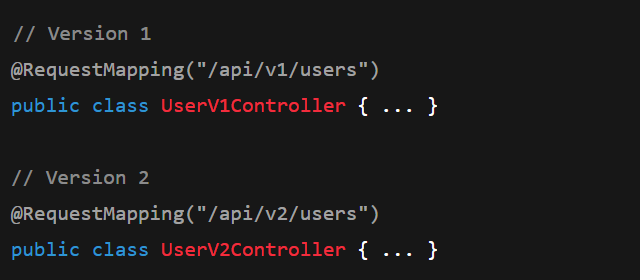 // Version 1
@RequestMapping("/api/v1/users")
public class UserV1Controller { ... }
// Version 2
@RequestMapping("/api/v2/users")
public class UserV2Controller { ... }